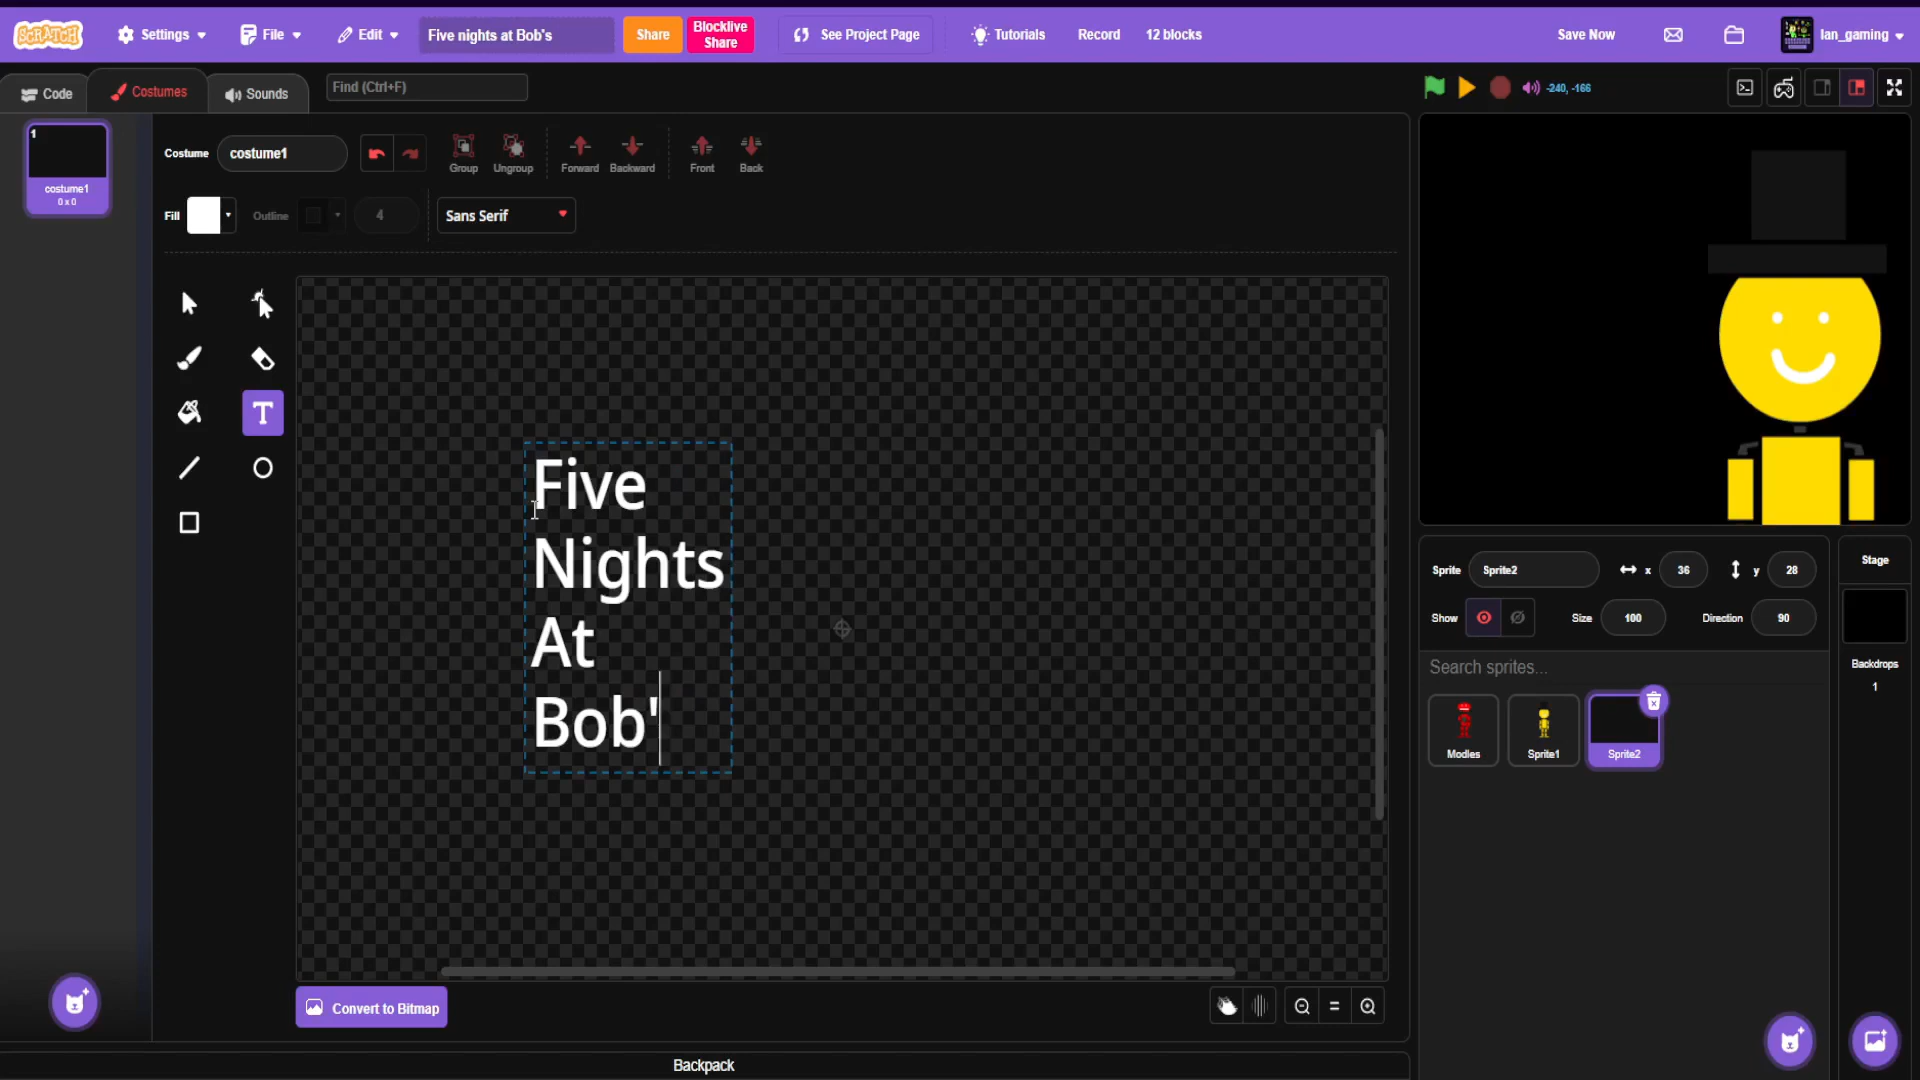 SCRATCH
Settings
File
Edit
Five nights at Bob's
Share
Blocklive
Share
See Project Page
Tutorials
Record
12 blocks
Save Now
lan_gaming
Code
Costumes
Sounds
Find (Ctrl+F)
-240, -166
1
costume1
0 x 0
Costume
costume1
Group
Ungroup
Forward
Backward
Front
Back
Fill
Outline
4
Sans Serif
T
Five
Nights
At
Bob'
Convert to Bitmap
Backpack
Sprite
Sprite2
x
36
y
28
Show
Size
100
Direction
90
Search sprites...
Modles
Sprite1
Sprite2
Stage
Backdrops
1